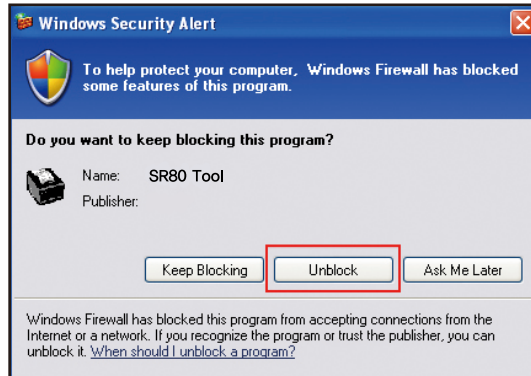 Windows Security Alert
To help protect your computer, Windows Firewall has blocked
some features of this program.
Do you want to keep blocking this program?
Name: SR80 Tool
Publisher:
Keep Blocking Unblock Ask Me Later
Windows Firewall has blocked this program from accepting connections from the
Internet or a network. If you recognize the program or trust the publisher, you can
unblock it. When should I unblock a program?